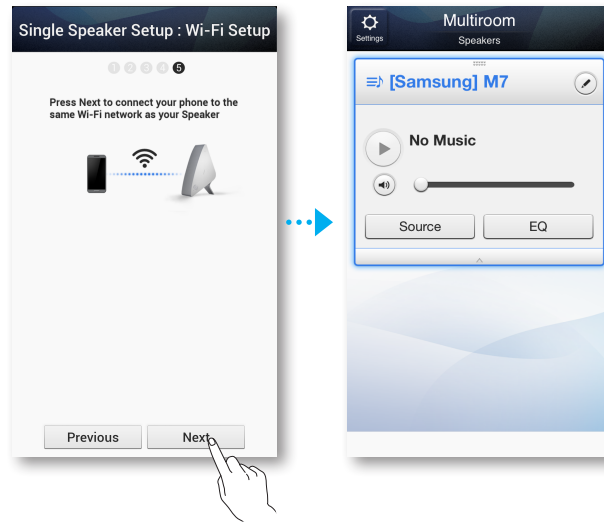 Single Speaker Setup : Wi-Fi Setup
1 2 3 4 5
Press Next to connect your phone to the
same Wi-Fi network as your Speaker
Previous
Next
Settings
Multiroom
Speakers
[Samsung] M7
No Music
Source
EQ